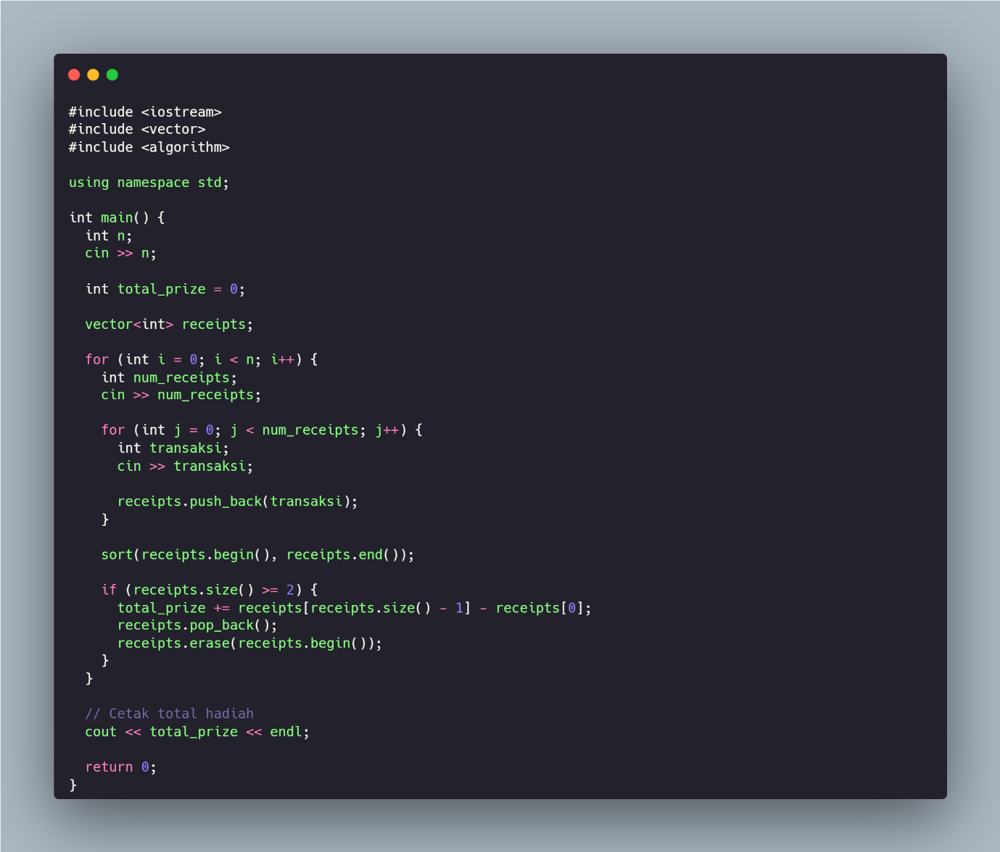 #include <iostream>
#include <vector>
#include <algorithm>

using namespace std;

int main() {
  int n;
  cin >> n;

  int total_prize = 0;

  vector<int> receipts;

  for (int i = 0; i < n; i++) {
    int num_receipts;
    cin >> num_receipts;

    for (int j = 0; j < num_receipts; j++) {
      int transaksi;
      cin >> transaksi;

      receipts.push_back(transaksi);
    }

    sort(receipts.begin(), receipts.end());

    if (receipts.size() >= 2) {
      total_prize += receipts[receipts.size() - 1] - receipts[0];
      receipts.pop_back();
      receipts.erase(receipts.begin());
    }
  }

  // Cetak total hadiah
  cout << total_prize << endl;

  return 0;
}